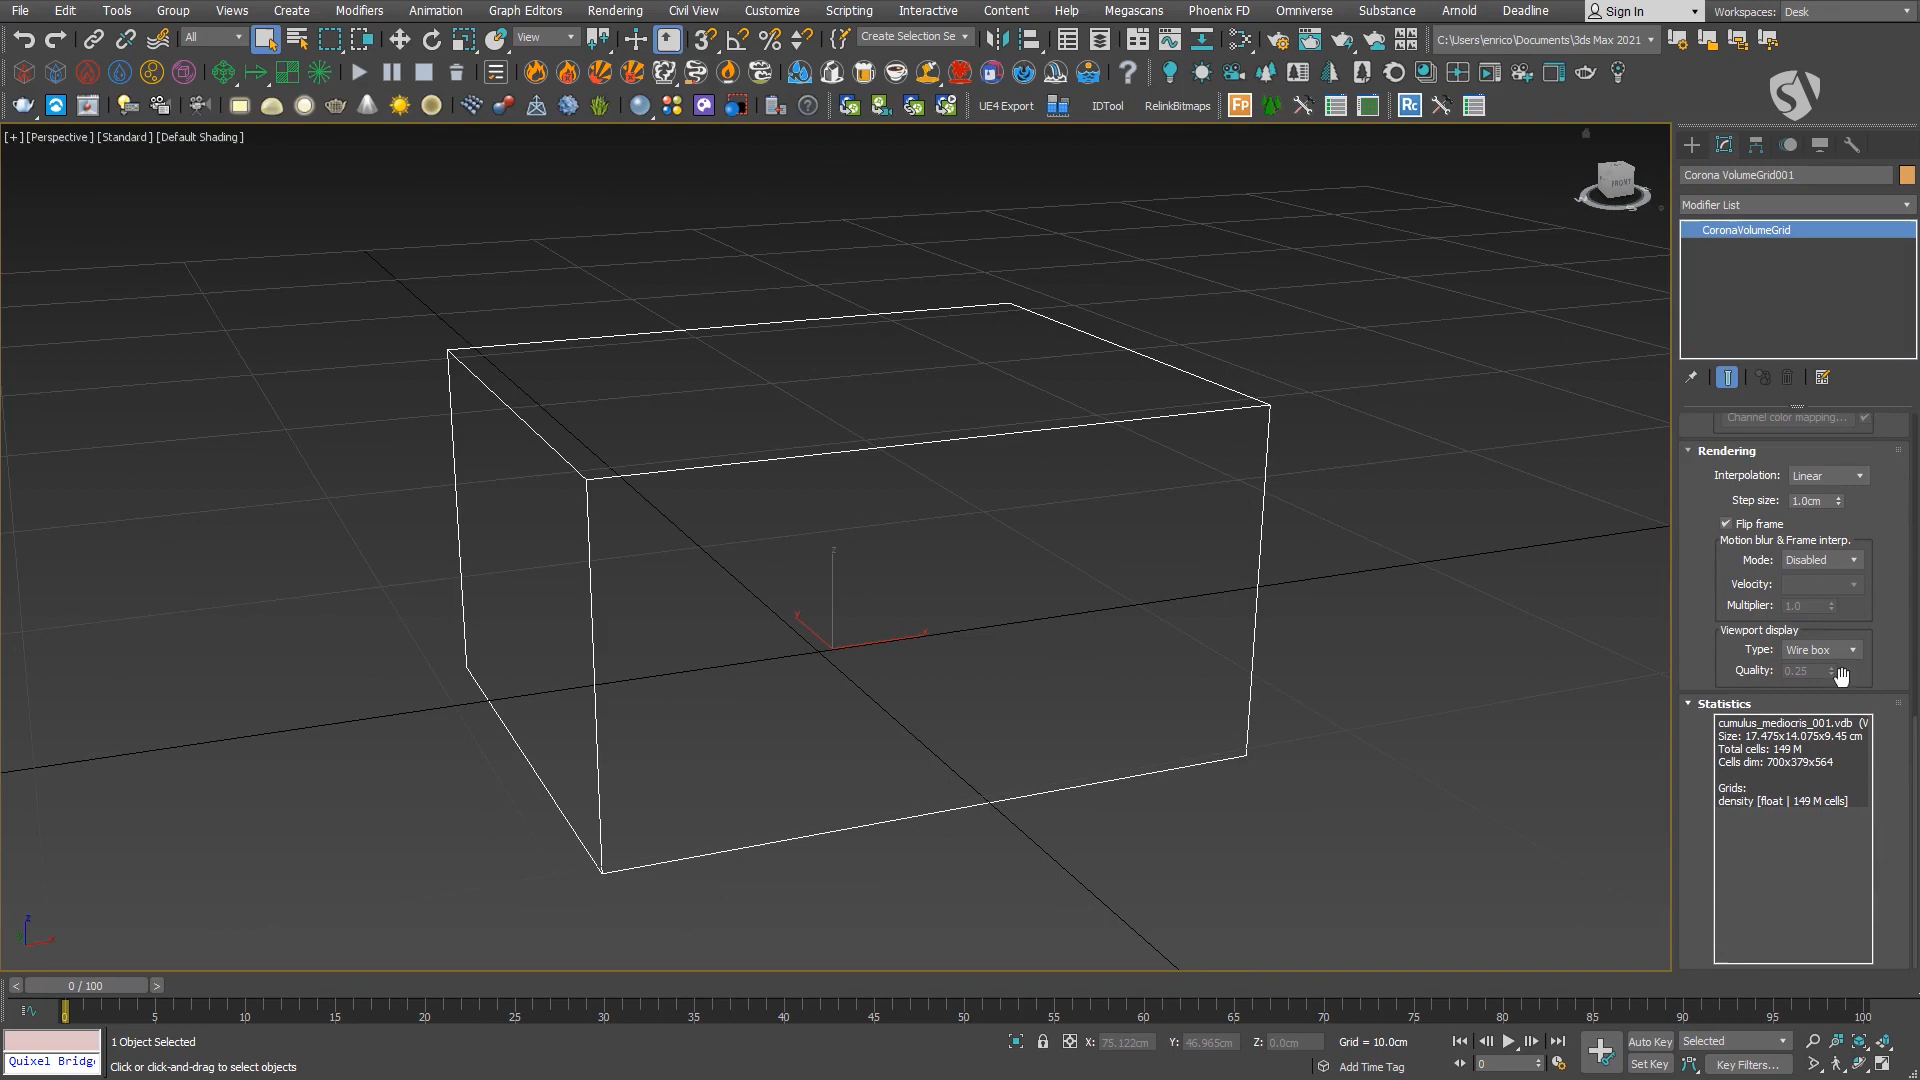 File Edit Tools Group Views Create Modifiers Animation Graph Editors Rendering Civil View Customize Scripting Interactive Content Help Megascans Phoenix FD Omniverse Substance Arnold Deadline Sign In Workspaces: Desk
All View Create Selection Se C:\Users\enrico\Documents\3ds Max 2021
UE4 Export IDTool RelinkBitmaps Fp Rc
[+] [Perspective] [Standard] [Default Shading]
FRONT
Corona VolumeGrid001
Modifier List
CoronaVolumeGrid
Channel color mapping...
Rendering
Interpolation: Linear
Step size: 1.0cm
Flip frame
Motion blur & Frame interp.
Mode: Disabled
Velocity:
Multiplier: 1.0
Viewport display
Type: Wire box
Quality: 0.25
Statistics
cumulus_mediocris_001.vdb (V
Size: 17.475x14.075x9.45 cm
Total cells: 149 M
Cells dim: 700x379x564
Grids:
density [float | 149 M cells]
z
y x
z
x
< 0 / 100 >
0 5 10 15 20 25 30 35 40 45 50 55 60 65 70 75 80 85 90 95 100
1 Object Selected X: 75.122cm Y: 46.965cm Z: 0.0cm Grid = 10.0cm Auto Key Selected
Quixel Bridge Click or click-and-drag to select objects Add Time Tag 0 Set Key Key Filters...